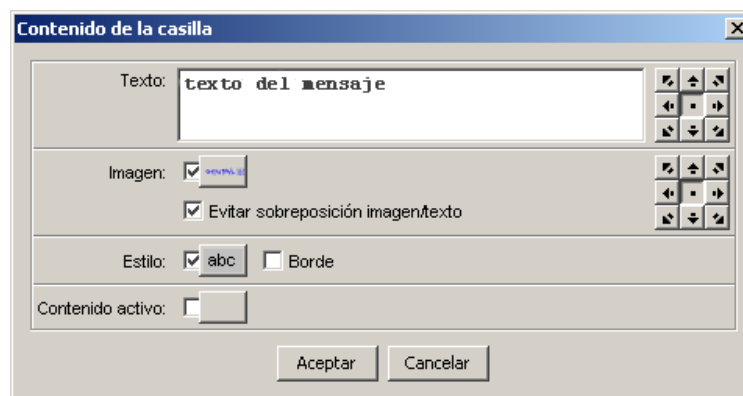 Contenido de la casilla
Texto: texto del mensaje
Imagen:
Evitar sobreposición imagen/texto
Estilo: abc Borde
Contenido activo:
Aceptar Cancelar